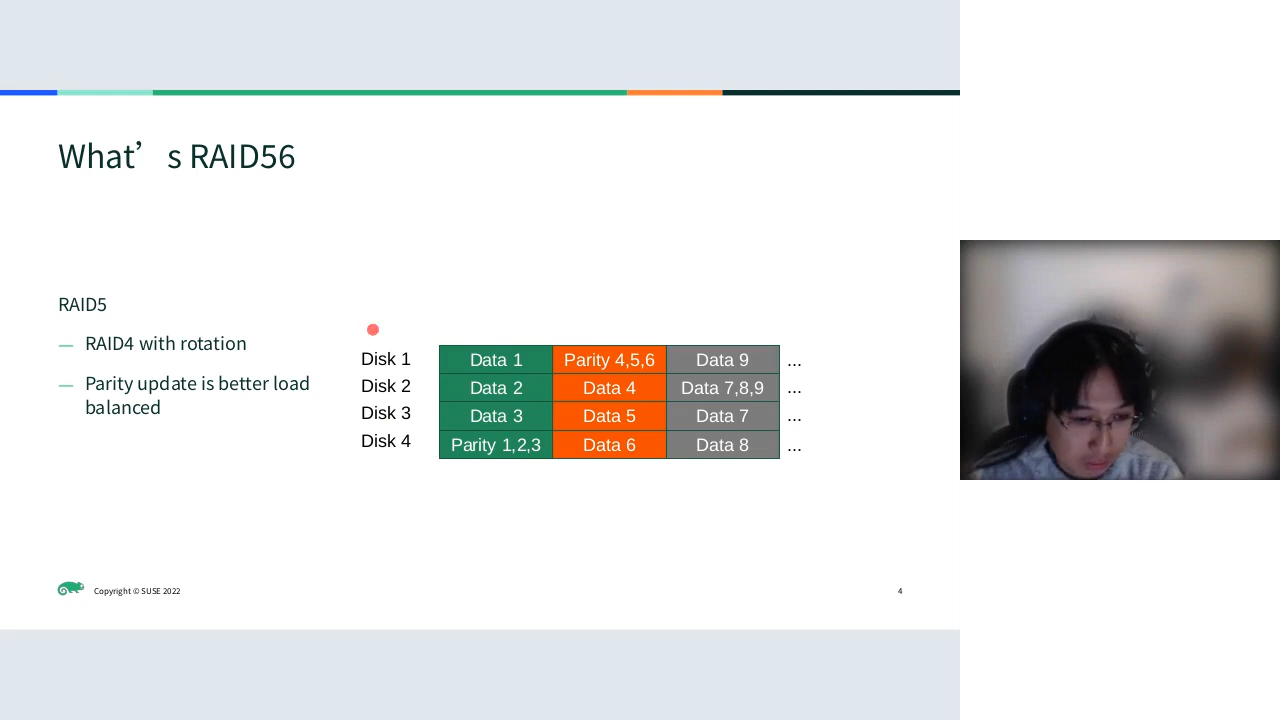 What’s RAID56
RAID5
— RAID4 with rotation
— Parity update is better load
balanced
Disk 1 Data 1 Parity 4,5,6 Data 9 ...
Disk 2 Data 2 Data 4 Data 7,8,9 ...
Disk 3 Data 3 Data 5 Data 7 ...
Disk 4 Parity 1,2,3 Data 6 Data 8 ...
Copyright © SUSE 2022 4